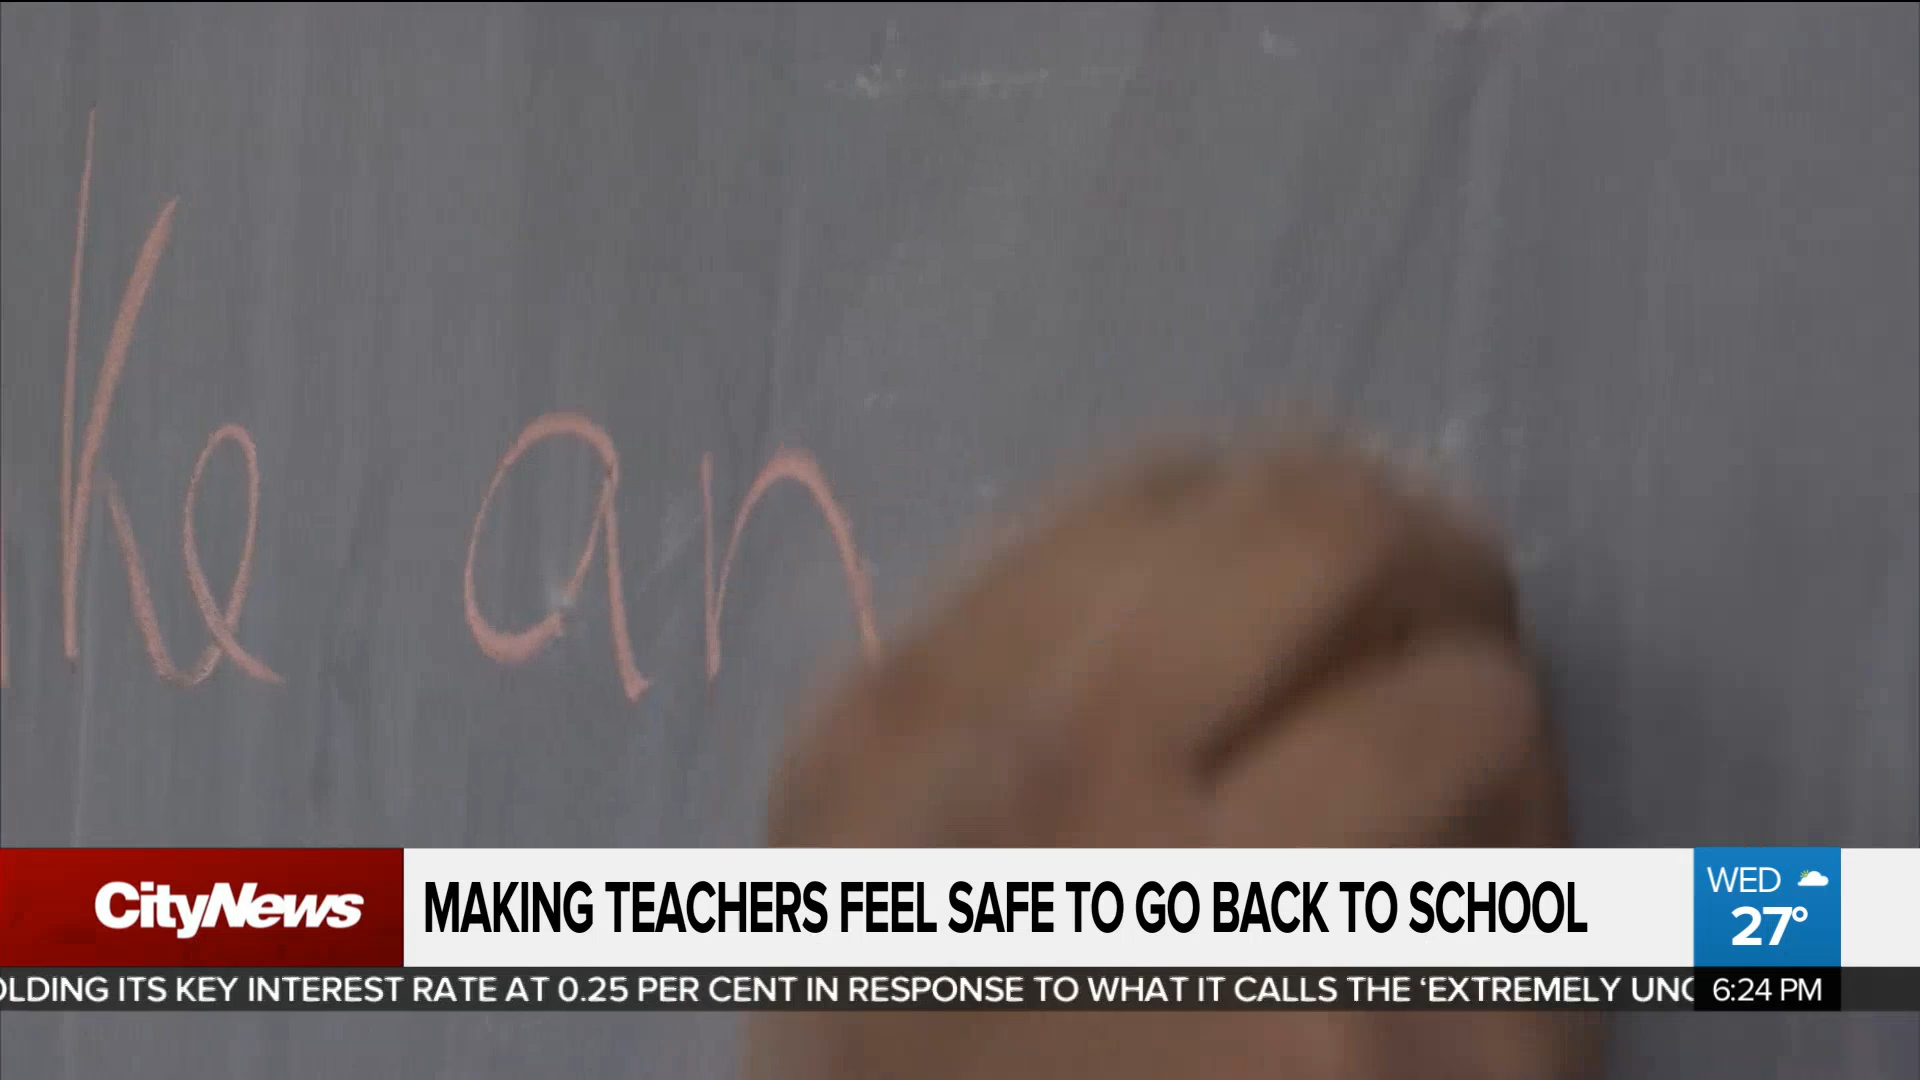 ke an
CityNews
MAKING TEACHERS FEEL SAFE TO GO BACK TO SCHOOL
WED
27°
OLDING ITS KEY INTEREST RATE AT 0.25 PER CENT IN RESPONSE TO WHAT IT CALLS THE ‘EXTREMELY UNC
6:24 PM